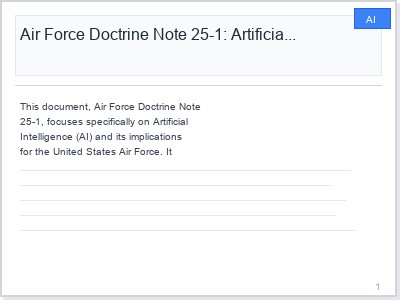 AI
Air Force Doctrine Note 25-1: Artificia...
This document, Air Force Doctrine Note
25-1, focuses specifically on Artificial
Intelligence (AI) and its implications
for the United States Air Force. It
1